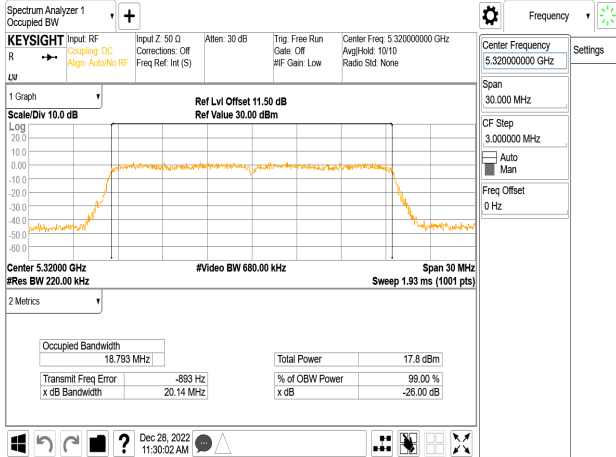 Spectrum Analyzer 1
Occupied BW
Frequency
KEYSIGHT
R
LXI
Input: RF
Coupling: DC
Align: Auto/No RF
Input Z: 50 Ω
Corrections: Off
Freq Ref: Int (S)
Atten: 30 dB
Trig: Free Run
Gate: Off
#IF Gain: Low
Center Freq: 5.320000000 GHz
Avg|Hold: 10/10
Radio Std: None
Center Frequency
5.320000000 GHz
Settings
Span
30.000 MHz
CF Step
3.000000 MHz
Auto
Man
Freq Offset
0 Hz
1 Graph
Scale/Div 10.0 dB
Ref Lvl Offset 11.50 dB
Ref Value 30.00 dBm
Log
20.0
10.0
0.00
-10.0
-20.0
-30.0
-40.0
-50.0
-60.0
Center 5.32000 GHz
#Video BW 680.00 kHz
Span 30 MHz
#Res BW 220.00 kHz
Sweep 1.93 ms (1001 pts)
2 Metrics
Occupied Bandwidth
18.793 MHz
Total Power 17.8 dBm
Transmit Freq Error -893 Hz
% of OBW Power 99.00 %
x dB Bandwidth 20.14 MHz
x dB -26.00 dB
?
Dec 28, 2022
11:30:02 AM